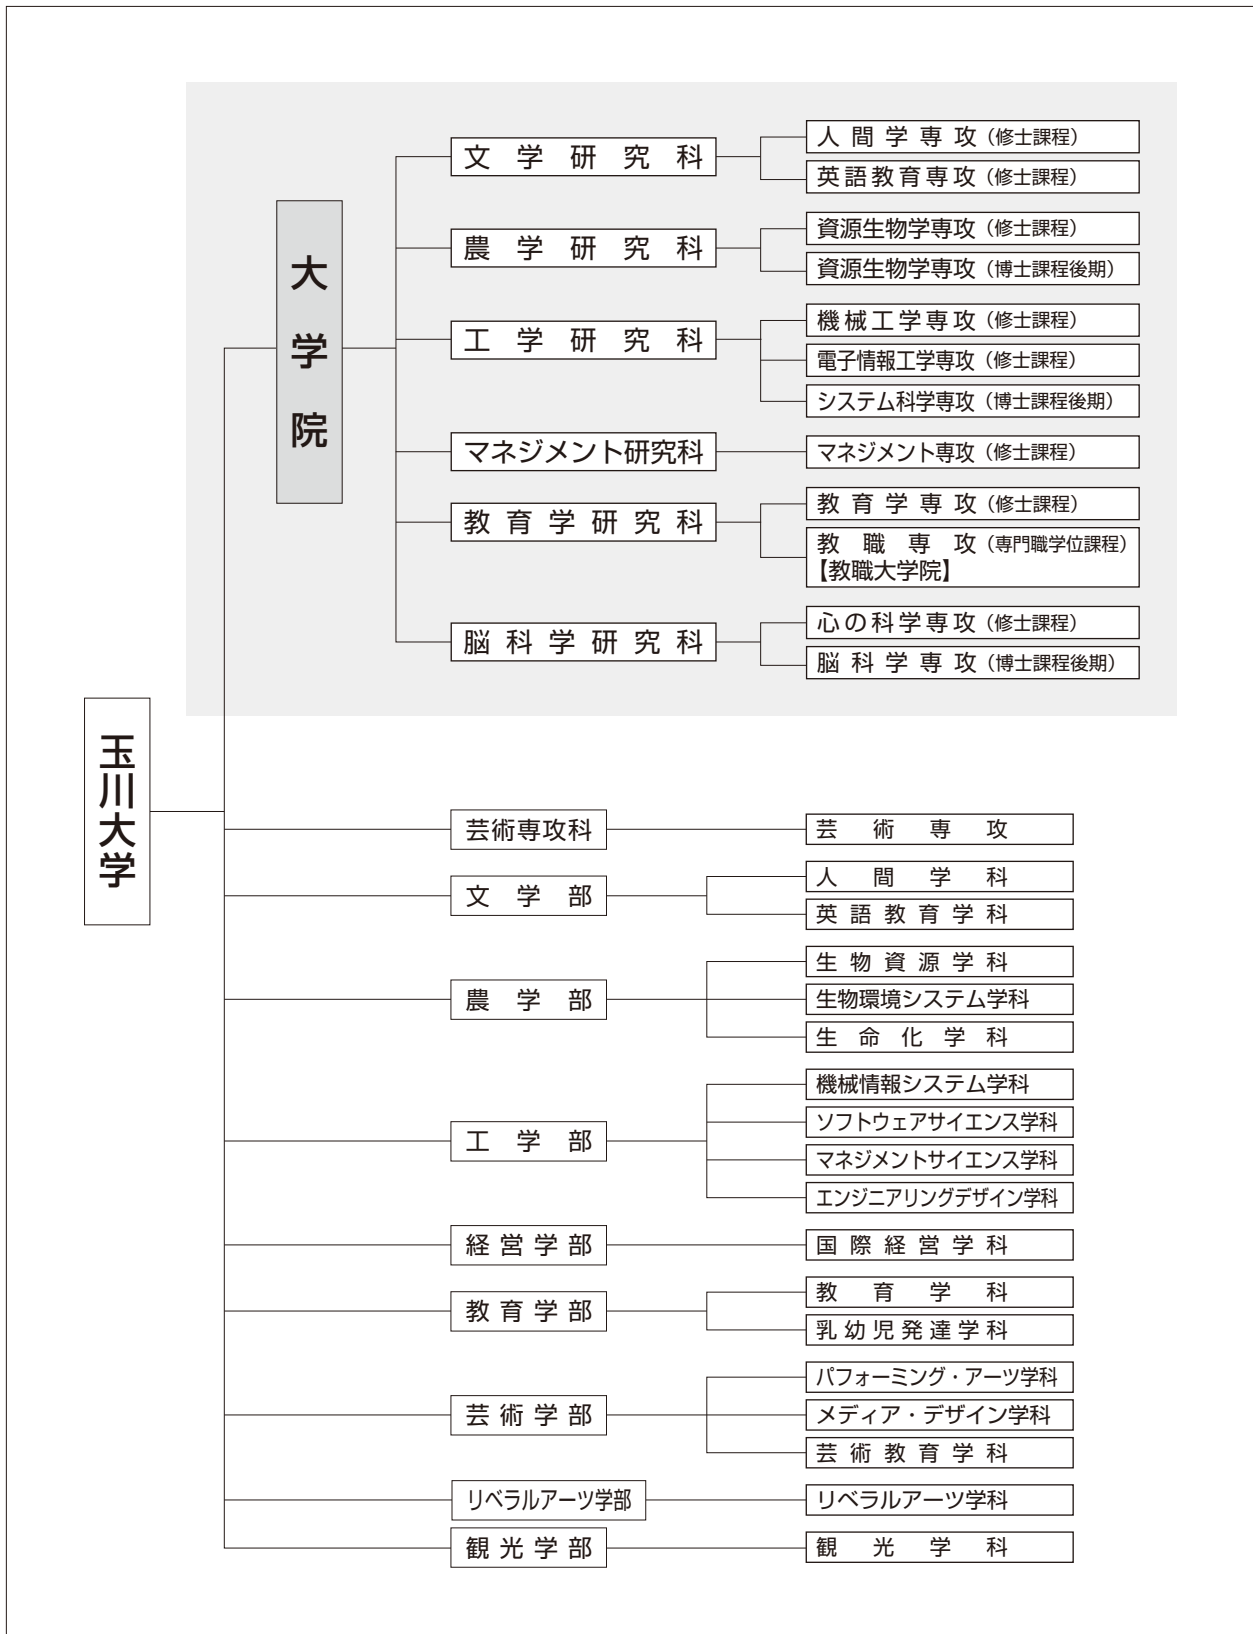 玉川大学
大学院
文学研究科
人間学専攻（修士課程）
英語教育専攻（修士課程）
農学研究科
資源生物学専攻（修士課程）
資源生物学専攻（博士課程後期）
工学研究科
機械工学専攻（修士課程）
電子情報工学専攻（修士課程）
システム科学専攻（博士課程後期）
マネジメント研究科
マネジメント専攻（修士課程）
教育学研究科
教育学専攻（修士課程）
教職専攻（専門職学位課程）
【教職大学院】
脳科学研究科
心の科学専攻（修士課程）
脳科学専攻（博士課程後期）
芸術専攻科
芸術専攻
文学部
人間学科
英語教育学科
農学部
生物資源学科
生物環境システム学科
生命化学科
工学部
機械情報システム学科
ソフトウェアサイエンス学科
マネジメントサイエンス学科
エンジニアリングデザイン学科
経営学部
国際経営学科
教育学部
教育学科
乳幼児発達学科
芸術学部
パフォーミング・アーツ学科
メディア・デザイン学科
芸術教育学科
リベラルアーツ学部
リベラルアーツ学科
観光学部
観光学科